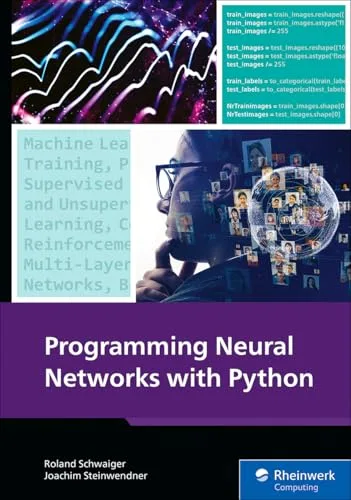 train_images = train_images.reshape((
train_images = train_images.astype('fl
train_images /= 255
test_images = test_images.reshape((10
test_images = test_images.astype('floa
test_images /= 255
train_labels = to_categorical(train_lab
test_labels = to_categorical(test_labels
NrTrainimages = train_images.shape[0
NrTestimages = test_images.shape[0]
Machine Lea
Training, P
Supervised
and Unsuper
Learning, C
Reinforceme
Multi-Layer
Networks, B
Programming Neural
Networks with Python
Roland Schwaiger
Joachim Steinwendner
Rheinwerk
Computing